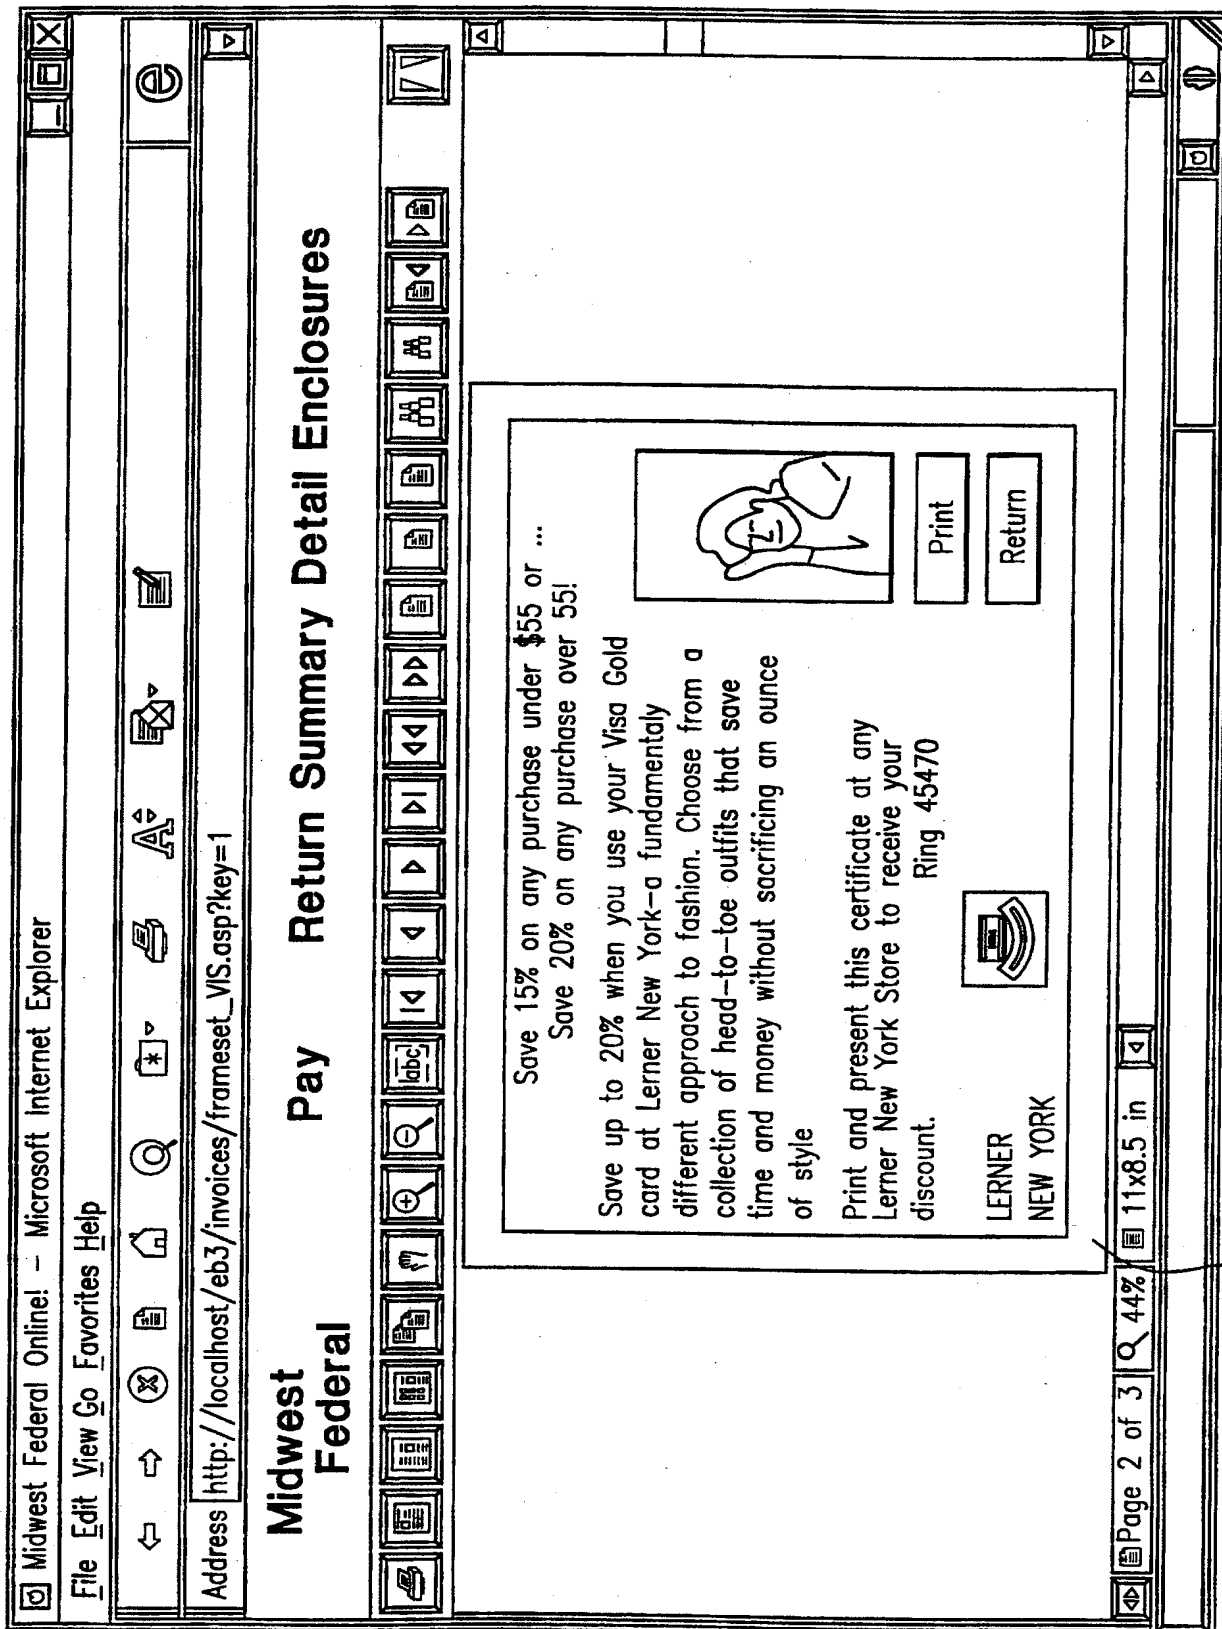 Midwest Federal Online! — Microsoft Internet Explorer
File Edit View Go Favorites Help
Address http://localhost/eb3/invoices/frameset_VIS.asp?key=1
Midwest
Federal
Pay Return Summary Detail Enclosures
abc
Save 15% on any purchase under $55 or ...
Save 20% on any purchase over 55!
Save up to 20% when you use your Visa Gold
card at Lerner New York-a fundamentaly
different approach to fashion. Choose from a
collection of head-to-toe outfits that save
time and money without sacrificing an ounce
of style
Print and present this certificate at any
Lerner New York Store to receive your
discount. Ring 45470
LERNER
NEW YORK
Print
Return
Page 2 of 3 44% 11x8.5 in